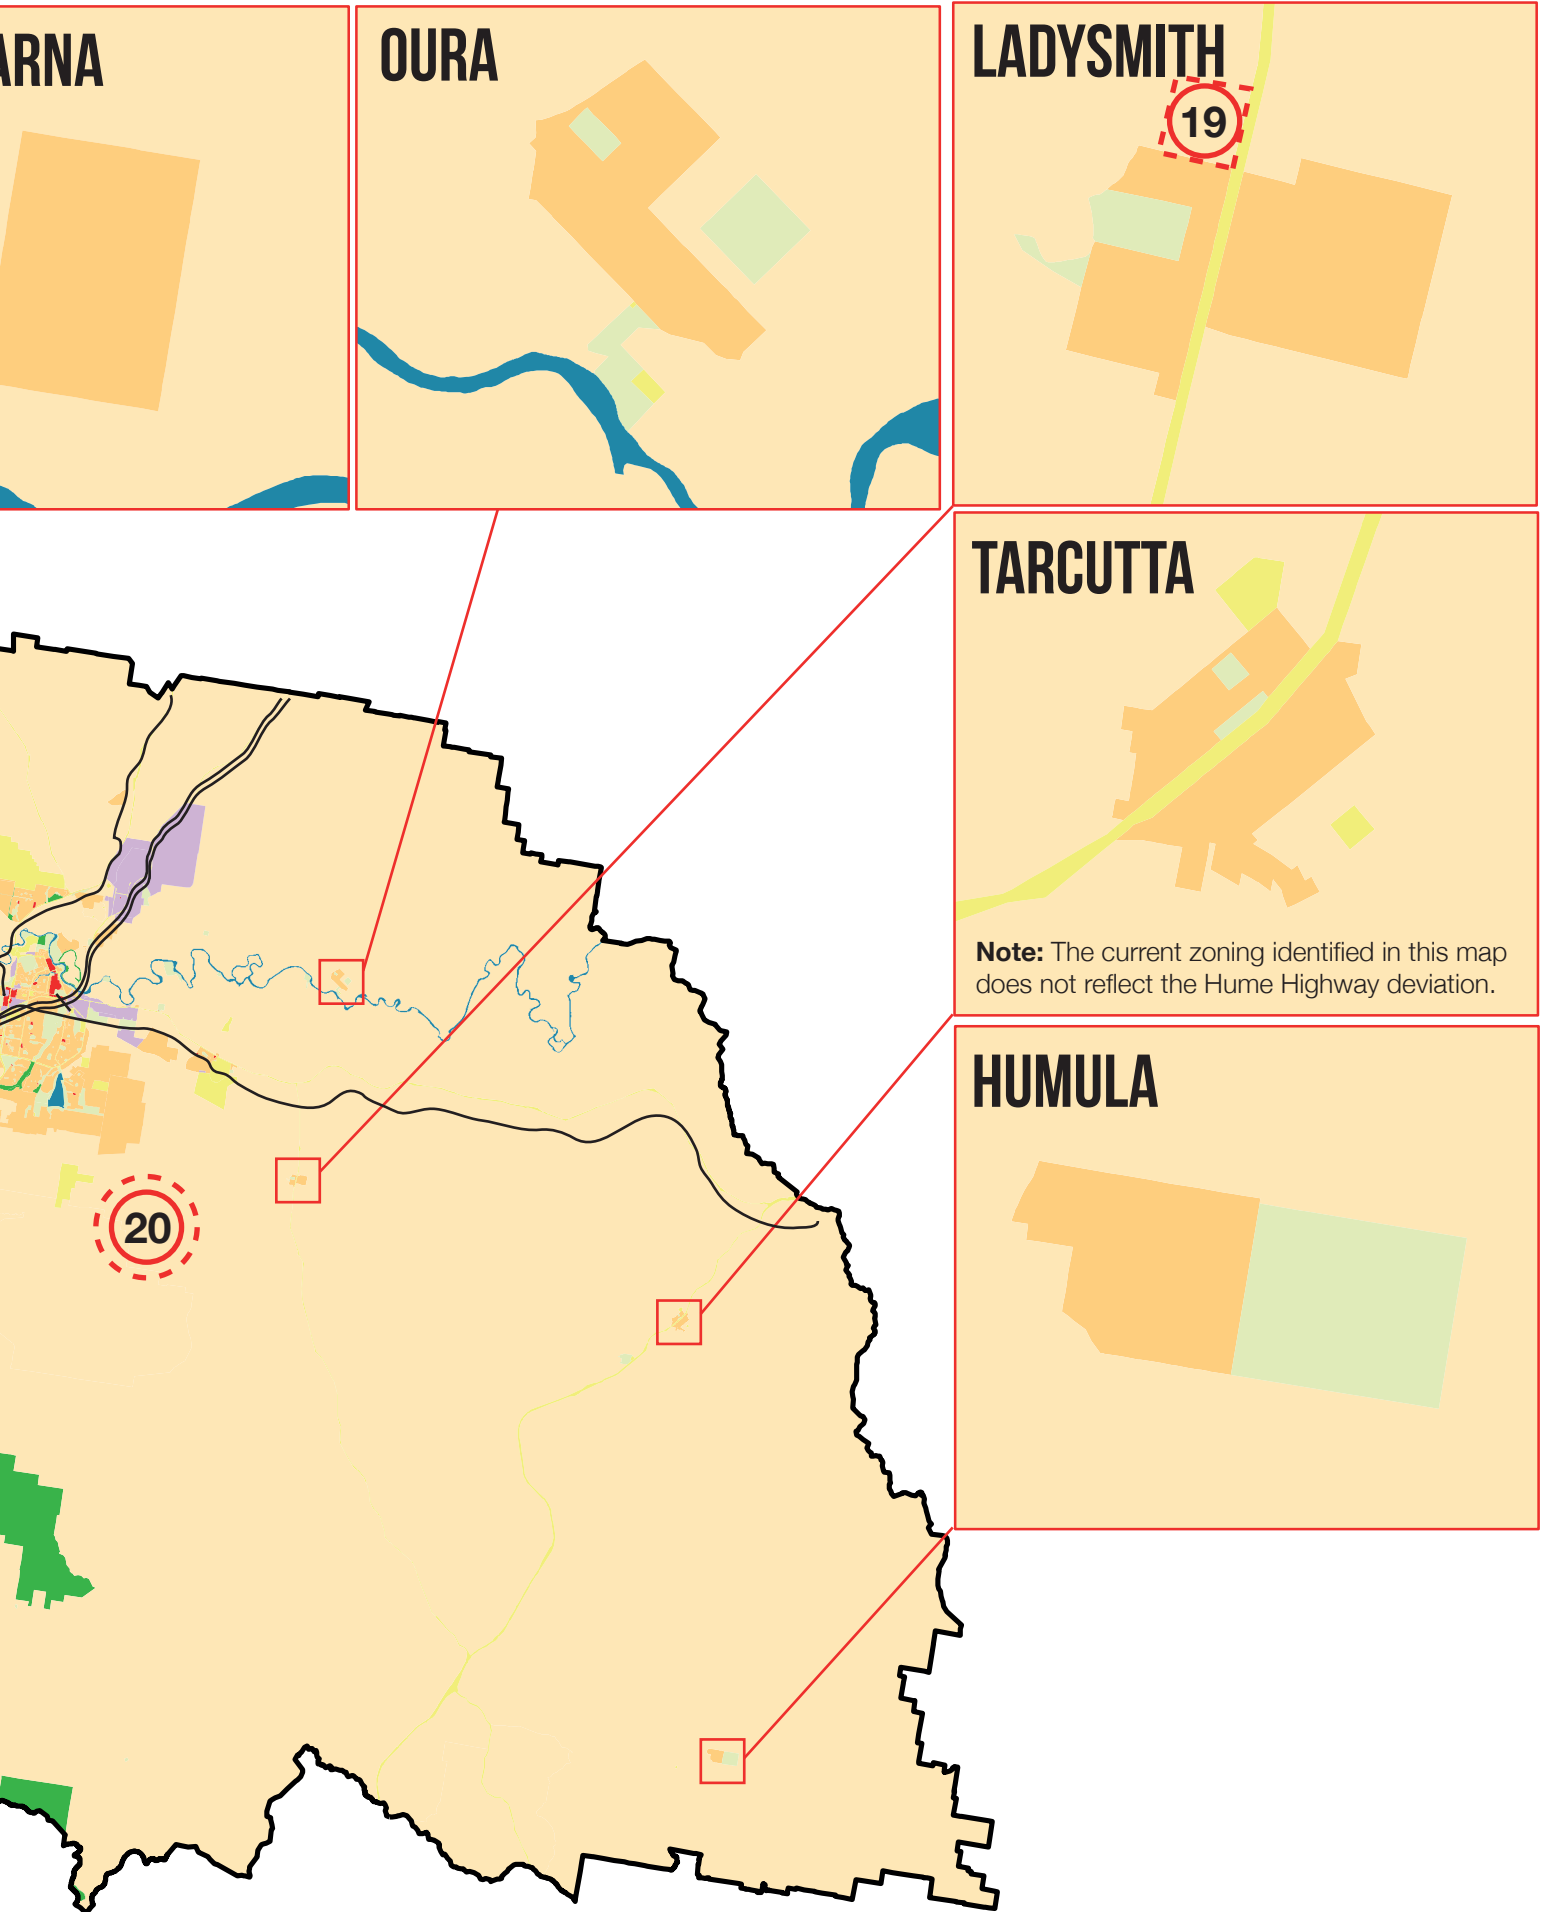 ARNA
OURA
LADYSMITH
19
TARCUTTA
Note: The current zoning identified in this map
does not reflect the Hume Highway deviation.
HUMULA
20